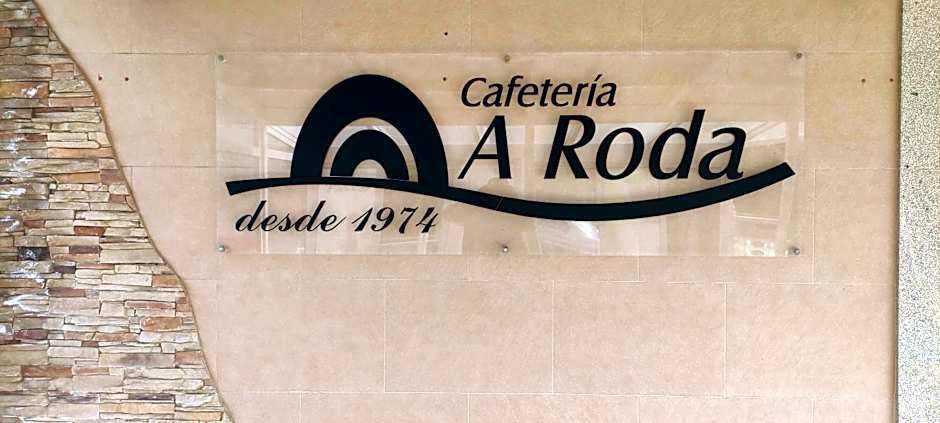 Cafetería
A Roda
desde 1974